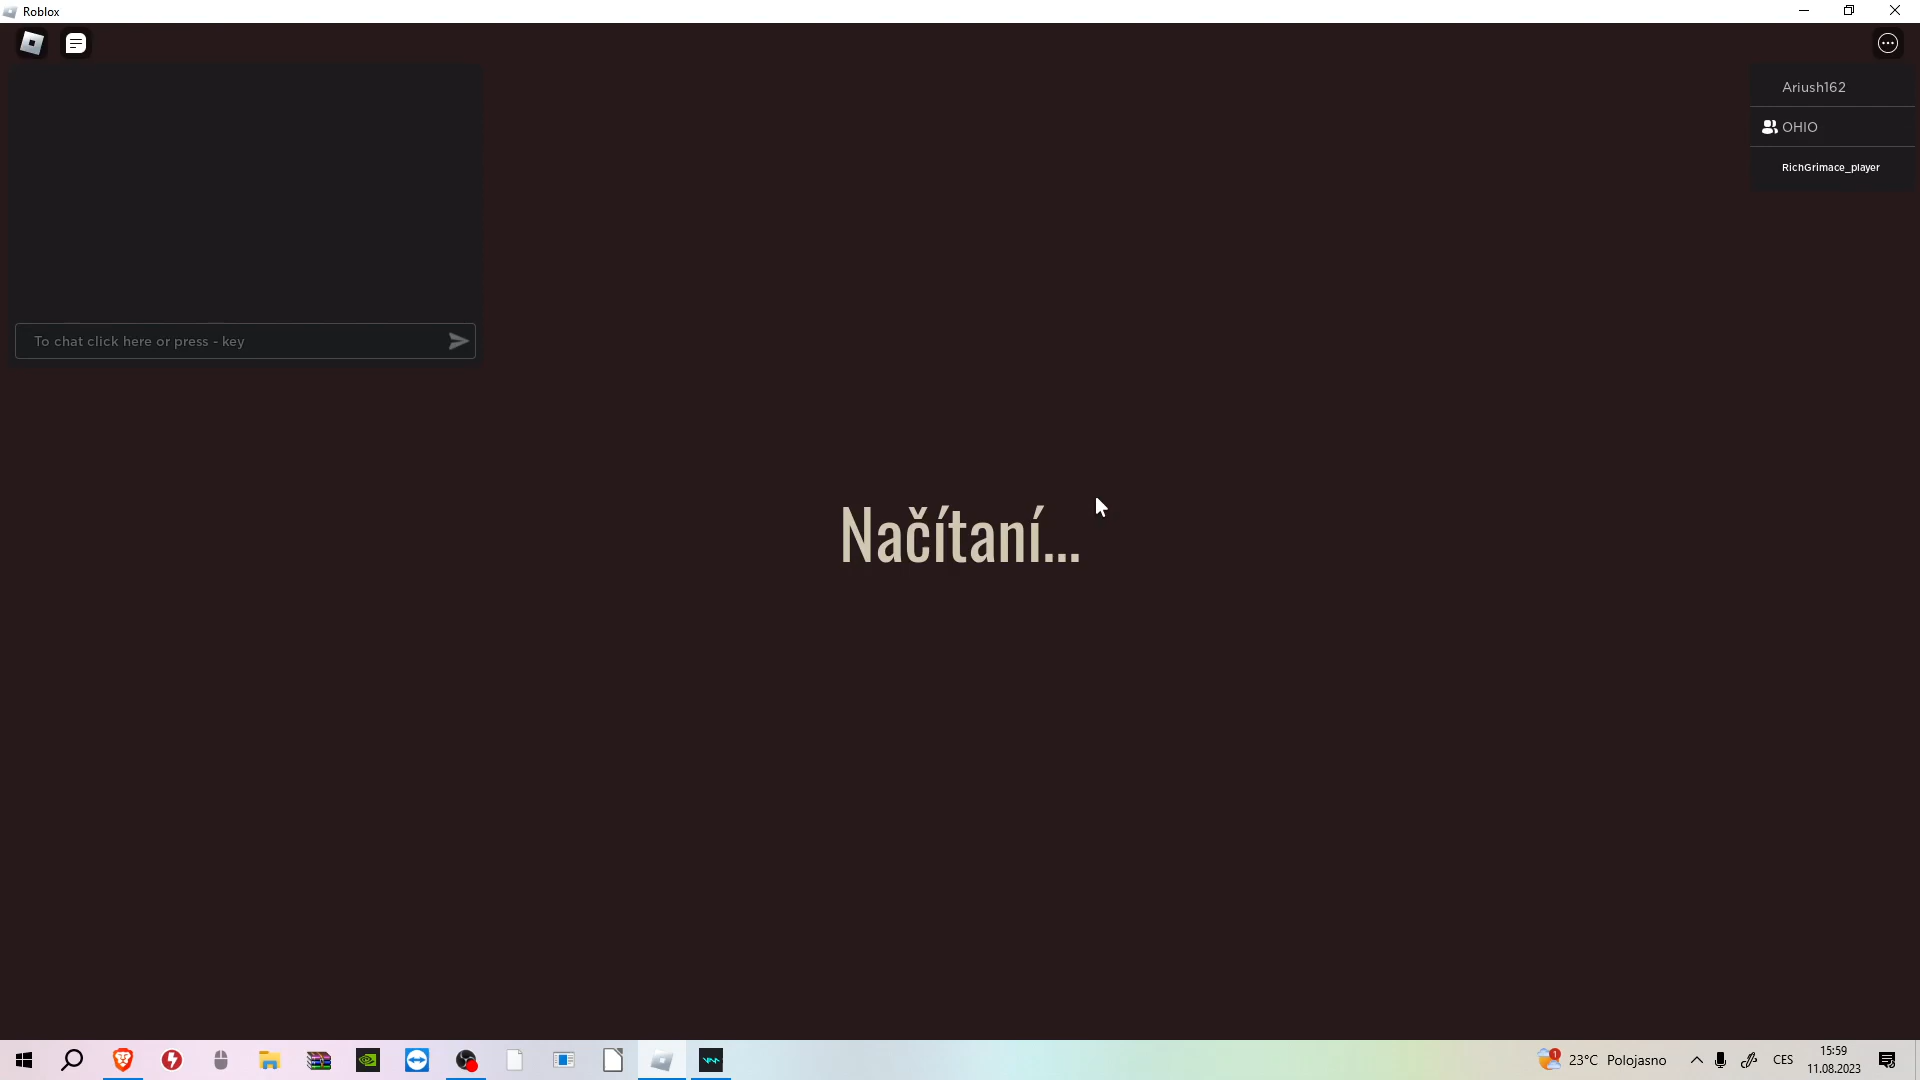 Roblox
Ariush162
OHIO
RichGrimace_player
To chat click here or press - key
Načítaní...
1
23°C Polojasno
CES
15:59
11.08.2023